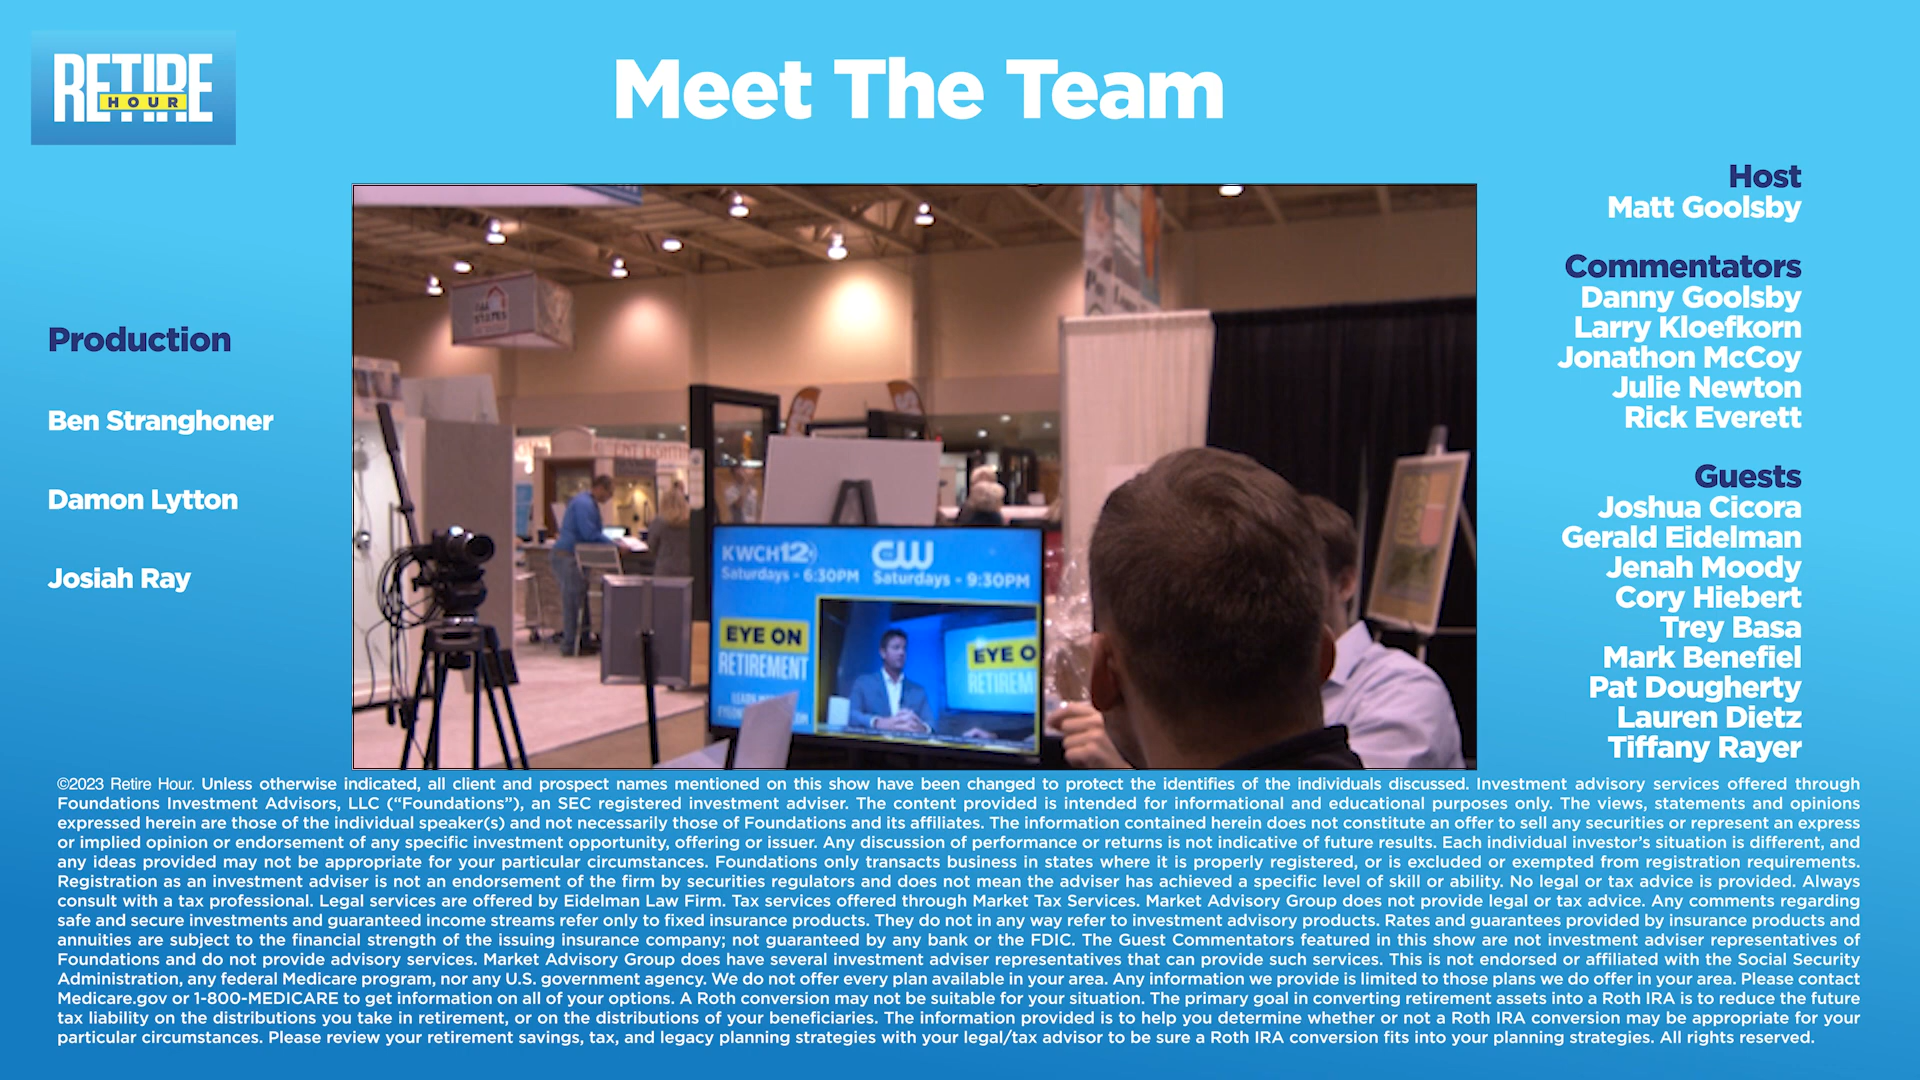 RETIRE
HOUR
Meet The Team
Production
Ben Stranghoner
Damon Lytton
Josiah Ray
KWCH12
CW
Saturdays - 6:30PM
Saturdays - 9:30PM
EYE ON
RETIREMENT
EYE O
RETIREM
Host
Matt Goolsby
Commentators
Danny Goolsby
Larry Kloefkorn
Jonathon McCoy
Julie Newton
Rick Everett
Guests
Joshua Cicora
Gerald Eidelman
Jenah Moody
Cory Hiebert
Trey Basa
Mark Benefiel
Pat Dougherty
Lauren Dietz
Tiffany Rayer
©2023 Retire Hour. Unless otherwise indicated, all client and prospect names mentioned on this show have been changed to protect the identifies of the individuals discussed. Investment advisory services offered through
Foundations Investment Advisors, LLC (“Foundations”), an SEC registered investment adviser. The content provided is intended for informational and educational purposes only. The views, statements and opinions
expressed herein are those of the individual speaker(s) and not necessarily those of Foundations and its affiliates. The information contained herein does not constitute an offer to sell any securities or represent an express
or implied opinion or endorsement of any specific investment opportunity, offering or issuer. Any discussion of performance or returns is not indicative of future results. Each individual investor’s situation is different, and
any ideas provided may not be appropriate for your particular circumstances. Foundations only transacts business in states where it is properly registered, or is excluded or exempted from registration requirements.
Registration as an investment adviser is not an endorsement of the firm by securities regulators and does not mean the adviser has achieved a specific level of skill or ability. No legal or tax advice is provided. Always
consult with a tax professional. Legal services are offered by Eidelman Law Firm. Tax services offered through Market Tax Services. Market Advisory Group does not provide legal or tax advice. Any comments regarding
safe and secure investments and guaranteed income streams refer only to fixed insurance products. They do not in any way refer to investment advisory products. Rates and guarantees provided by insurance products and
annuities are subject to the financial strength of the issuing insurance company; not guaranteed by any bank or the FDIC. The Guest Commentators featured in this show are not investment adviser representatives of
Foundations and do not provide advisory services. Market Advisory Group does have several investment adviser representatives that can provide such services. This is not endorsed or affiliated with the Social Security
Administration, any federal Medicare program, nor any U.S. government agency. We do not offer every plan available in your area. Any information we provide is limited to those plans we do offer in your area. Please contact
Medicare.gov or 1-800-MEDICARE to get information on all of your options. A Roth conversion may not be suitable for your situation. The primary goal in converting retirement assets into a Roth IRA is to reduce the future
tax liability on the distributions you take in retirement, or on the distributions of your beneficiaries. The information provided is to help you determine whether or not a Roth IRA conversion may be appropriate for your
particular circumstances. Please review your retirement savings, tax, and legacy planning strategies with your legal/tax advisor to be sure a Roth IRA conversion fits into your planning strategies. All rights reserved.